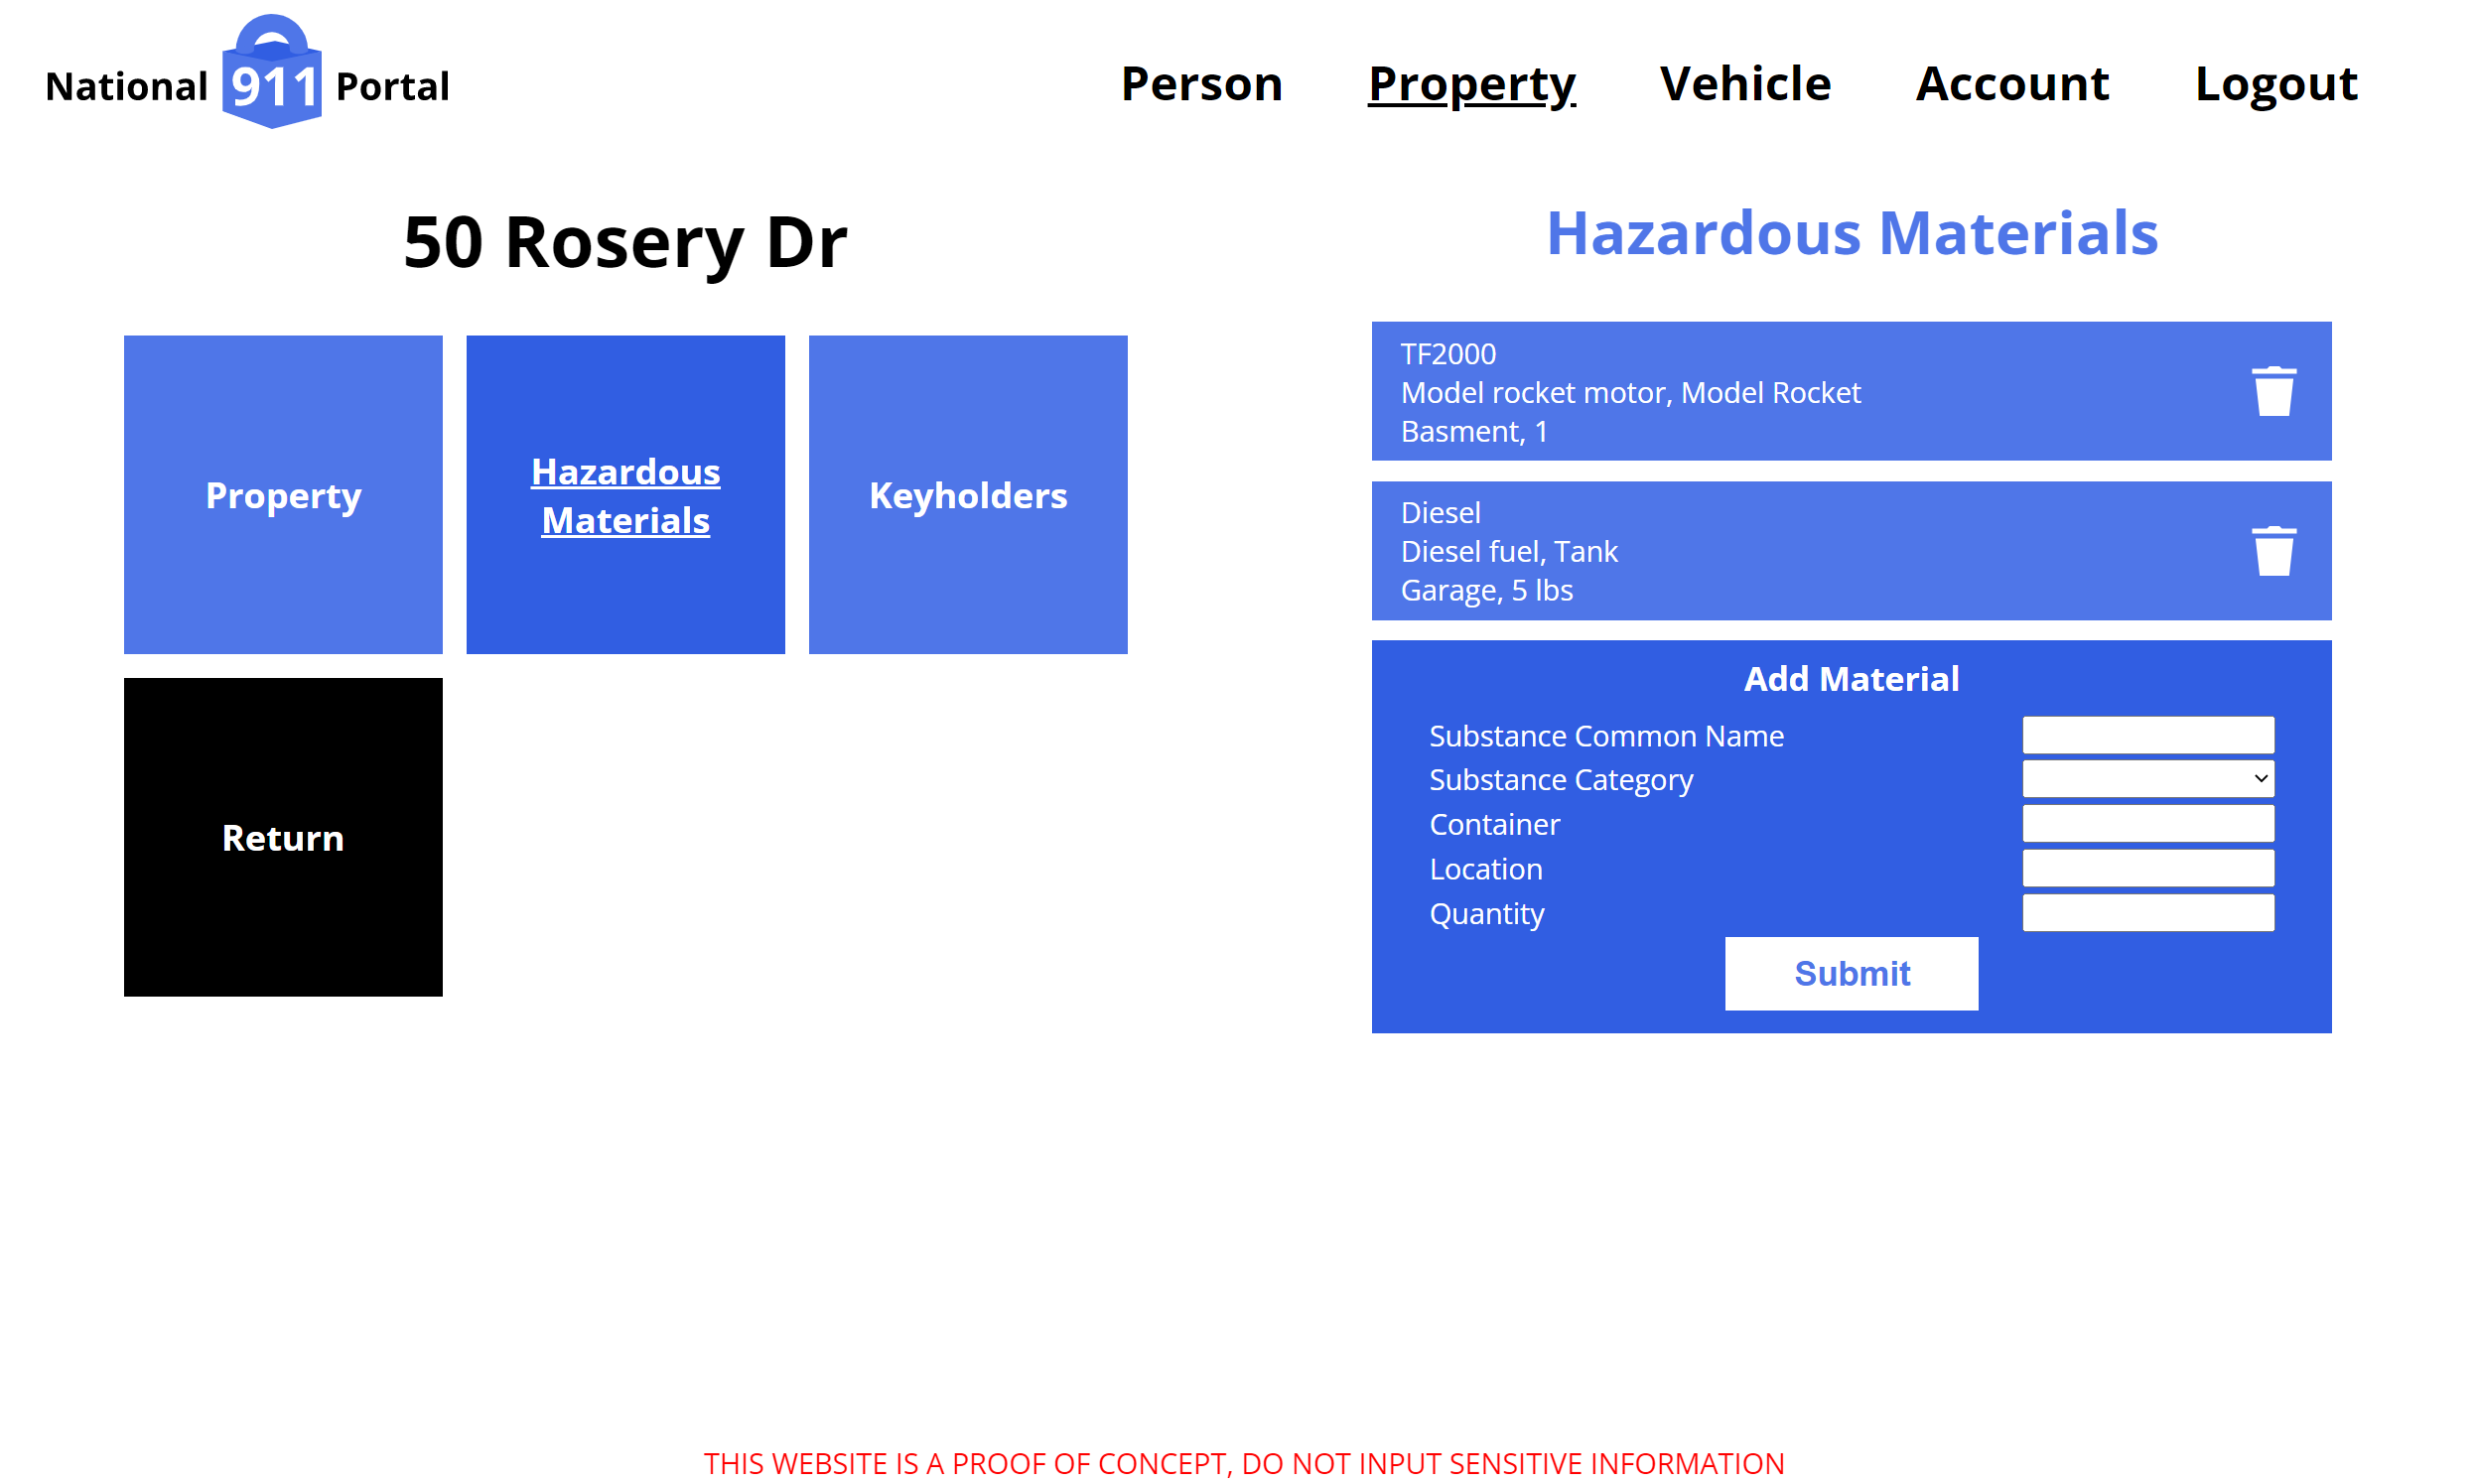 National 911 Portal
Person Property Vehicle Account Logout
50 Rosery Dr
Property
Hazardous
Materials
Keyholders
Return
Hazardous Materials
TF2000
Model rocket motor, Model Rocket
Basment, 1
Diesel
Diesel fuel, Tank
Garage, 5 lbs
Add Material
Substance Common Name
Substance Category
Container
Location
Quantity
Submit
THIS WEBSITE IS A PROOF OF CONCEPT, DO NOT INPUT SENSITIVE INFORMATION